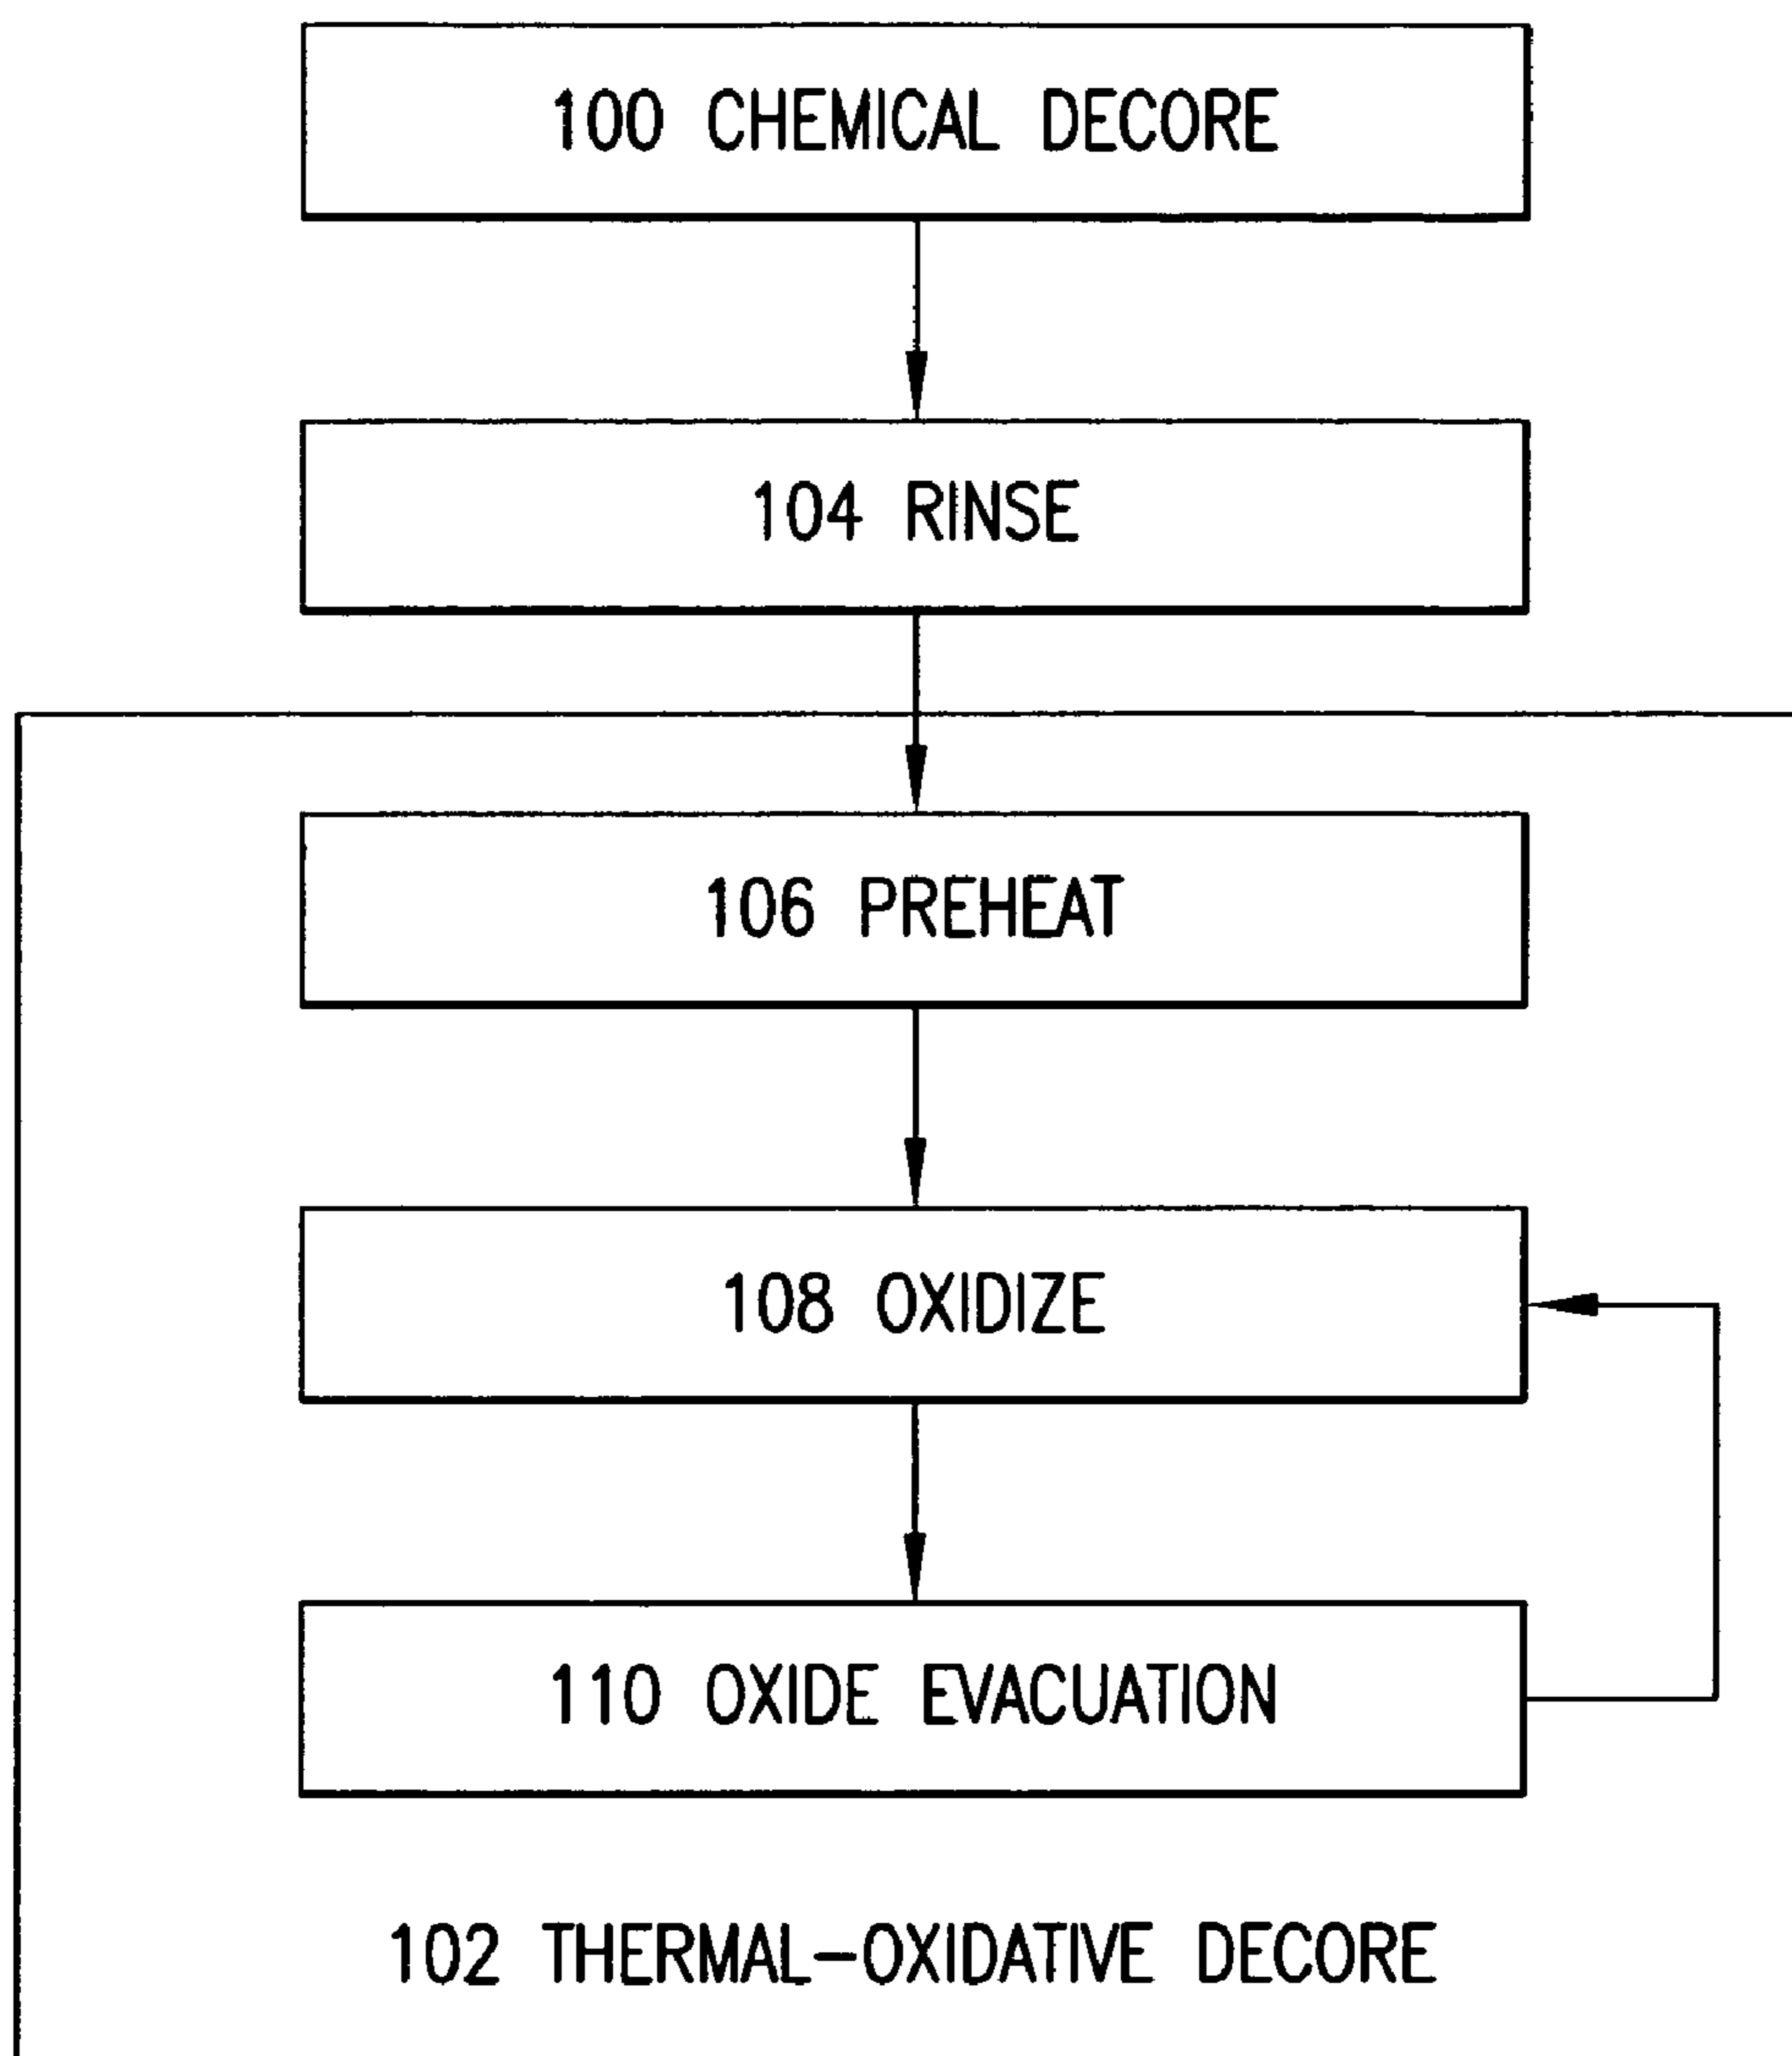 100 CHEMICAL DECORE
104 RINSE
106 PREHEAT
108 OXIDIZE
110 OXIDE EVACUATION
102 THERMAL-OXIDATIVE DECORE